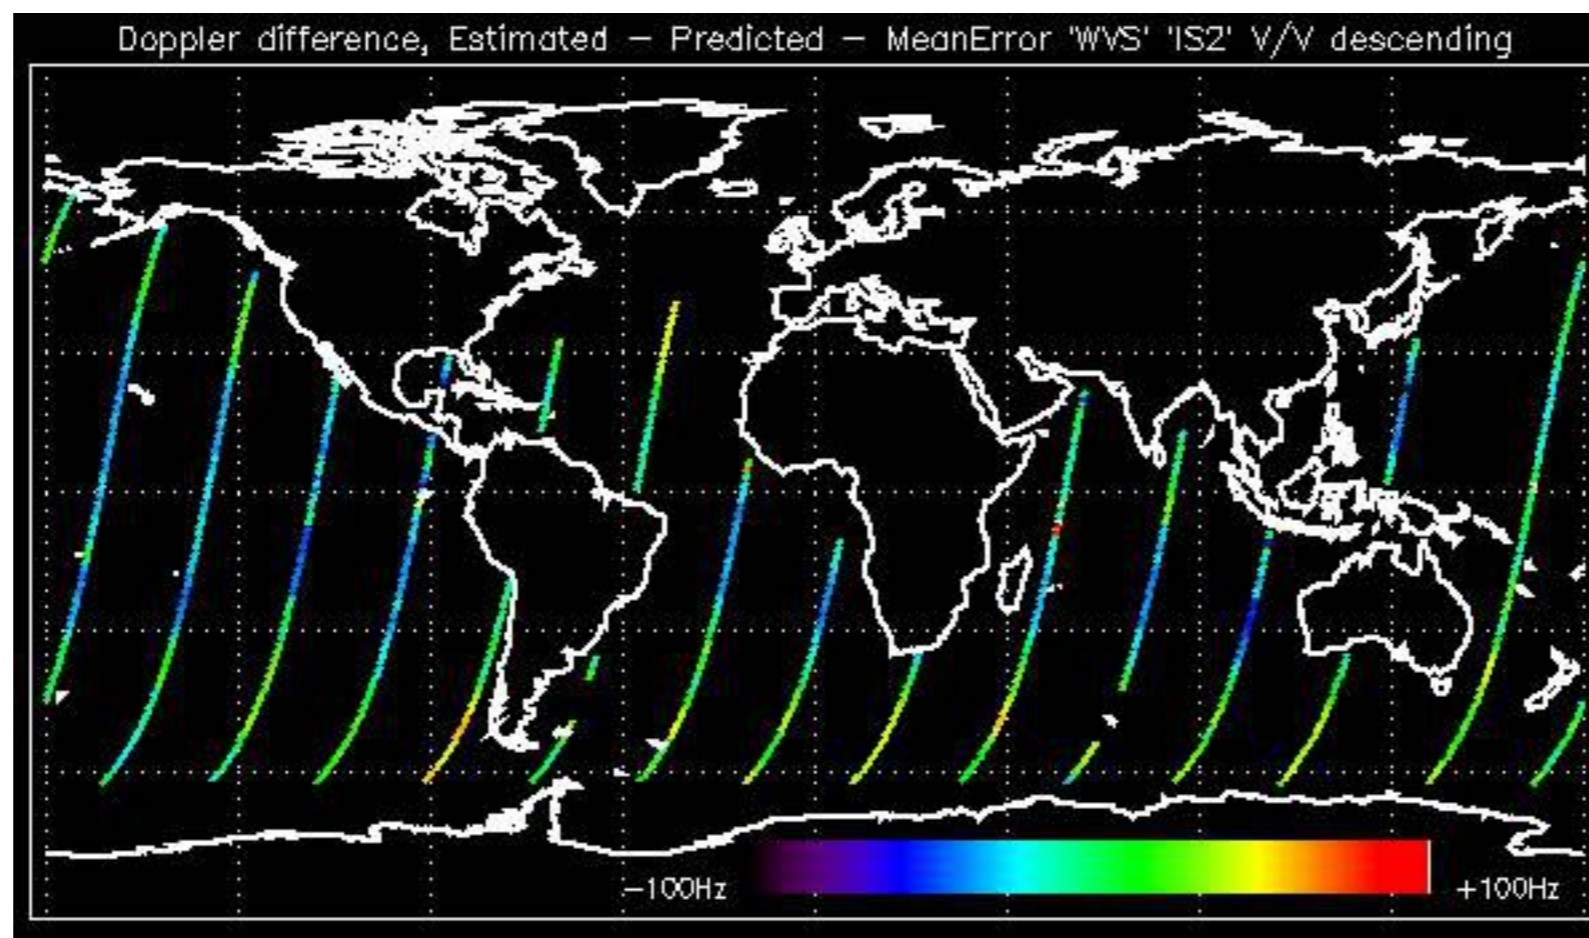 Doppler difference, Estimated – Predicted – MeanError 'WVS' 'IS2' V/V descending
-100Hz +100Hz